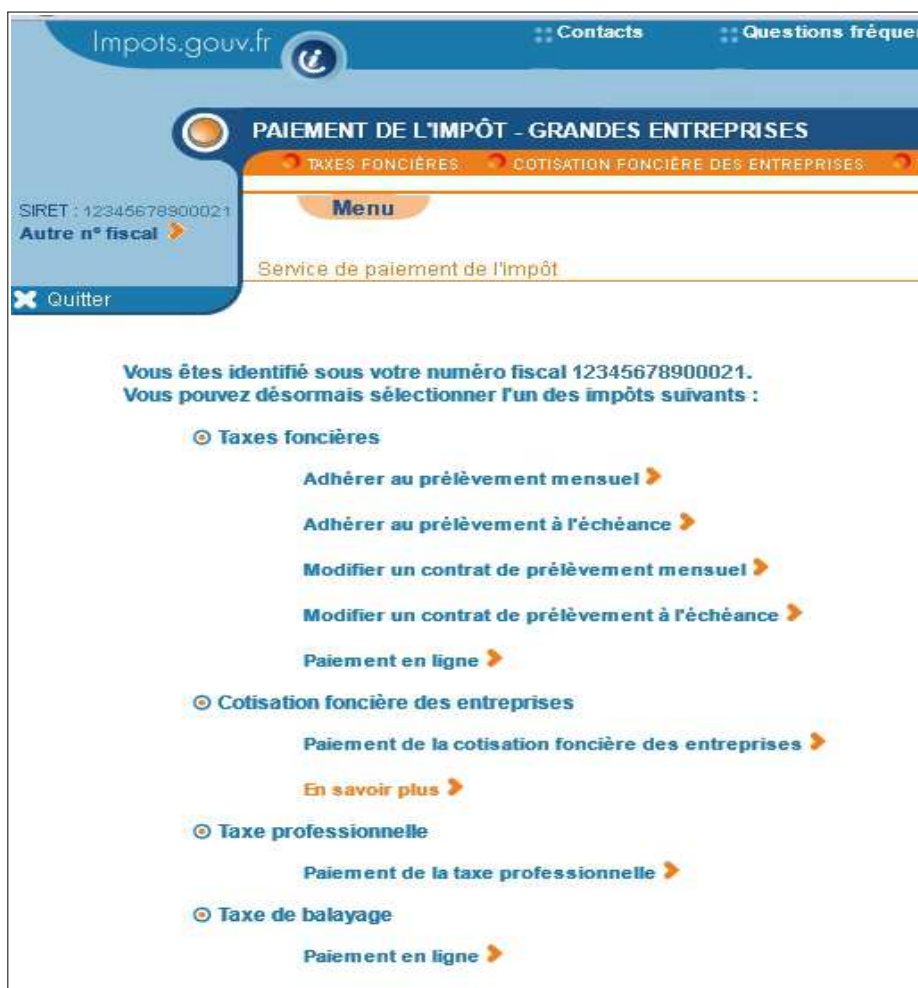 Impots.gouv.fr
Contacts
Questions
PAIEMENT DE L'IMPÔT - GRANDES ENTREPRISES
TAXES FONCIÈRES COTISATION FONCIÈRE DES ENTREPRISES
SIRET : 12345678900021
Autre n° fiscal
Menu
Service de paiement de l'impôt
Quitter
Vous êtes identifié sous votre numéro fiscal 12345678900021.
Vous pouvez désormais sélectionner l'un des impôts suivants :
Taxes foncières
Adhérer au prélèvement mensuel
Adhérer au prélèvement à l'échéance
Modifier un contrat de prélèvement mensuel
Modifier un contrat de prélèvement à l'échéance
Paiement en ligne
Cotisation foncière des entreprises
Paiement de la cotisation foncière des entreprises
En savoir plus
Taxe professionnelle
Paiement de la taxe professionnelle
Taxe de balayage
Paiement en ligne